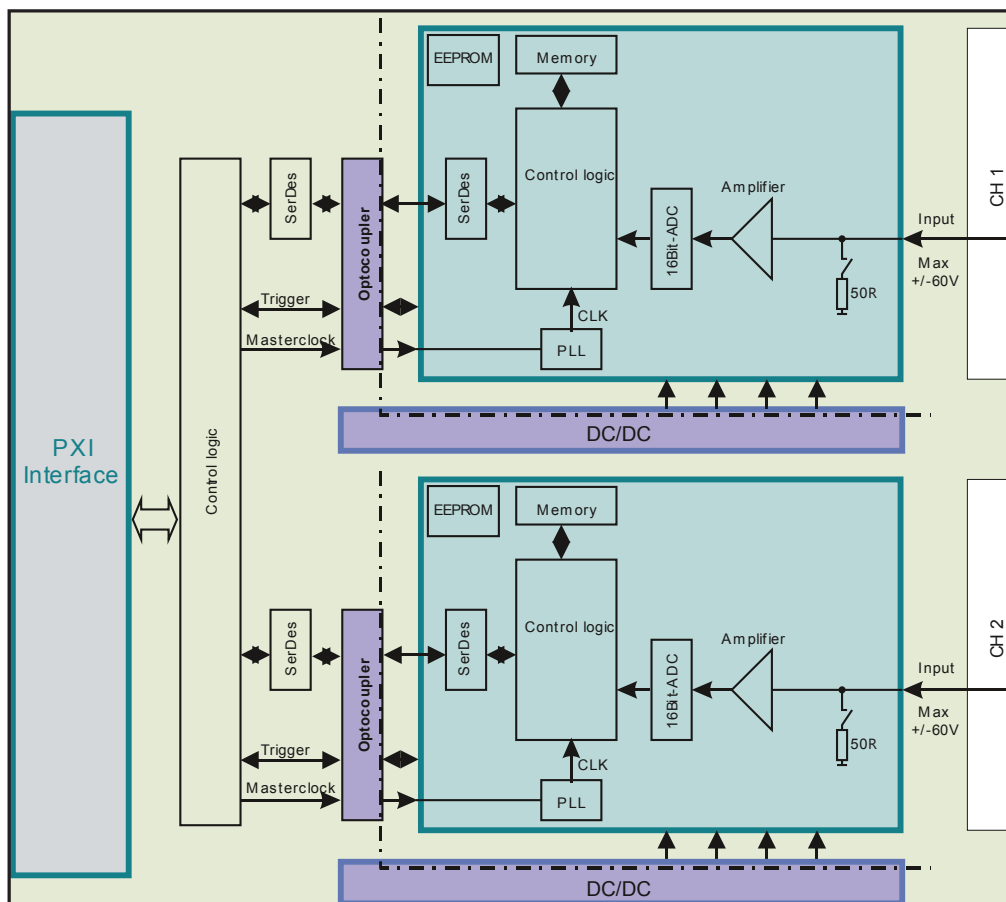 EEPROM
Memory
Control logic
SerDes
Optocoupler
SerDes
16Bit-ADC
Amplifier
Input
Max
+/-60V
50R
CH 1
Trigger
Masterclock
CLK
PLL
DC/DC
PXI
Interface
Control logic
EEPROM
Memory
Control logic
SerDes
Optocoupler
SerDes
16Bit-ADC
Amplifier
Input
Max
+/-60V
50R
CH 2
Trigger
Masterclock
CLK
PLL
DC/DC